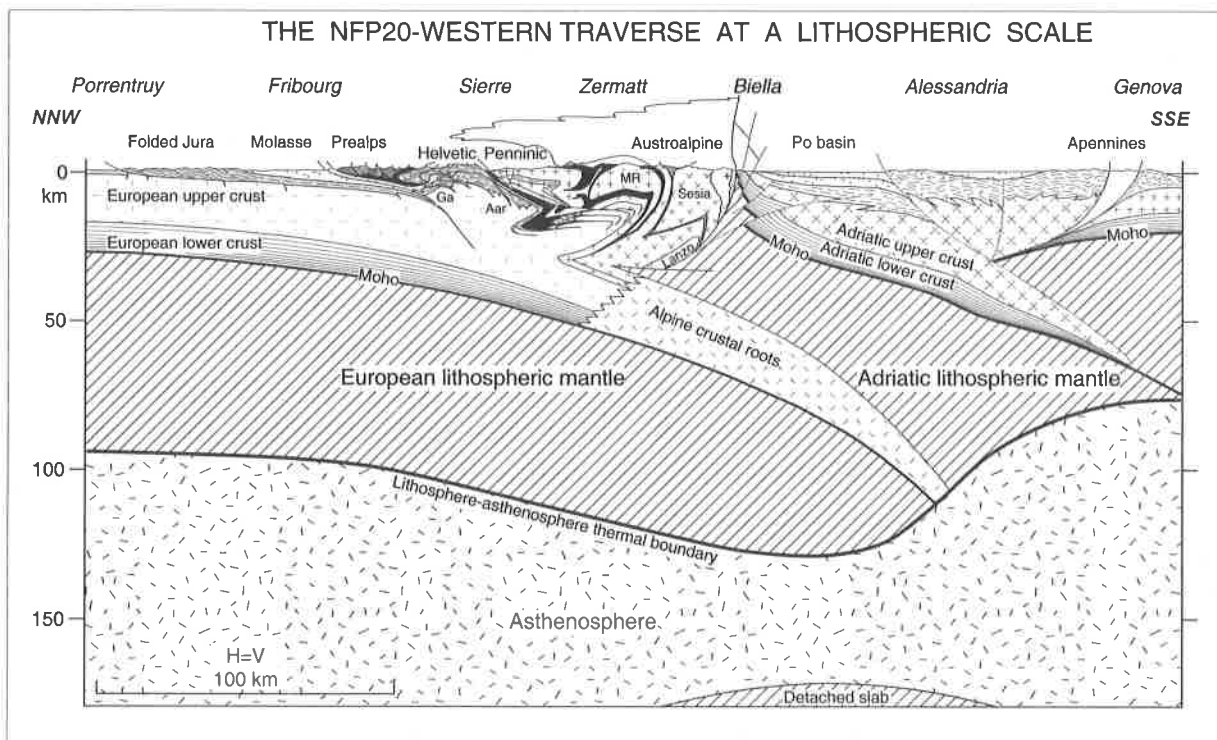 THE NFP20-WESTERN TRAVERSE AT A LITHOSPHERIC SCALE
Porrentruy Fribourg Sierre Zermatt Biella Alessandria Genova
NNW SSE
Folded Jura Molasse Prealps Helvetic Penninic Austroalpine Po basin Apennines
0
km
European upper crust
Ga
Aar
MR
Sesia
Lanzo
European lower crust
Moho
Moho
Adriatic upper crust
Adriatic lower crust
Moho
50
Alpine crustal roots
European lithospheric mantle
Adriatic lithospheric mantle
100
Lithosphere-asthenosphere thermal boundary
150
Asthenosphere
H=V
100 km
Detached slab